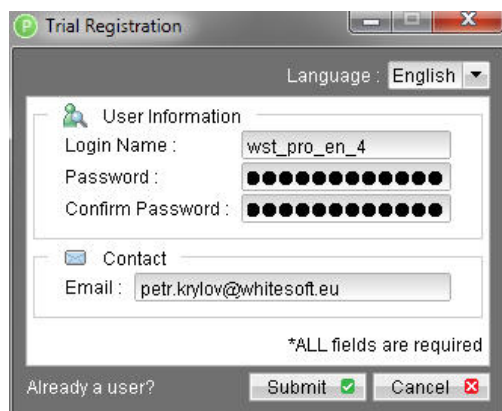 P Trial Registration
Language : English
User Information
Login Name : wst_pro_en_4
Password : ●●●●●●●●●●●●
Confirm Password : ●●●●●●●●●●●●
Contact
Email : petr.krylov@whitesoft.eu
*ALL fields are required
Already a user? Submit Cancel